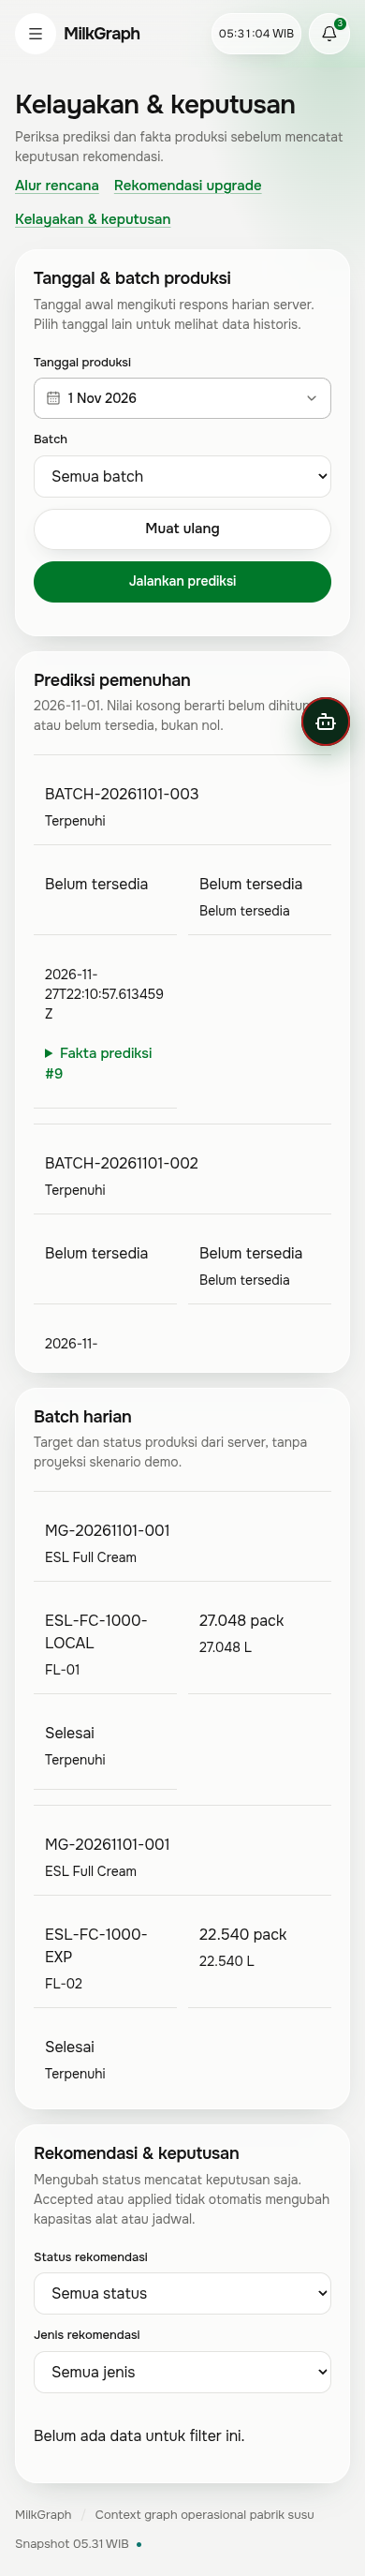 MilkGraph
05:31:04 WIB
3
Kelayakan & keputusan
Periksa prediksi dan fakta produksi sebelum mencatat
keputusan rekomendasi.
Alur rencana Rekomendasi upgrade
Kelayakan & keputusan
Tanggal & batch produksi
Tanggal awal mengikuti respons harian server.
Pilih tanggal lain untuk melihat data historis.
Tanggal produksi
1 Nov 2026
Batch
Semua batch
Muat ulang
Jalankan prediksi
Prediksi pemenuhan
2026-11-01. Nilai kosong berarti belum
atau belum tersedia, bukan nol.
BATCH-20261101-003
Terpenuhi
Belum tersedia
Belum tersedia
Belum tersedia
2026-11-
27T22:10:57.613459
Z
Fakta prediksi
#9
BATCH-20261101-002
Terpenuhi
Belum tersedia
Belum tersedia
Belum tersedia
2026-11-
Batch harian
Target dan status produksi dari server, tanpa
proyeksi skenario demo.
MG-20261101-001
ESL Full Cream
ESL-FC-1000-
LOCAL
FL-01
27.048 pack
27.048 L
Selesai
Terpenuhi
MG-20261101-001
ESL Full Cream
ESL-FC-1000-
EXP
FL-02
22.540 pack
22.540 L
Selesai
Terpenuhi
Rekomendasi & keputusan
Mengubah status mencatat keputusan saja.
Accepted atau applied tidak otomatis mengubah
kapasitas alat atau jadwal.
Status rekomendasi
Semua status
Jenis rekomendasi
Semua jenis
Belum ada data untuk filter ini.
MilkGraph / Context graph operasional pabrik susu
Snapshot 05.31 WIB